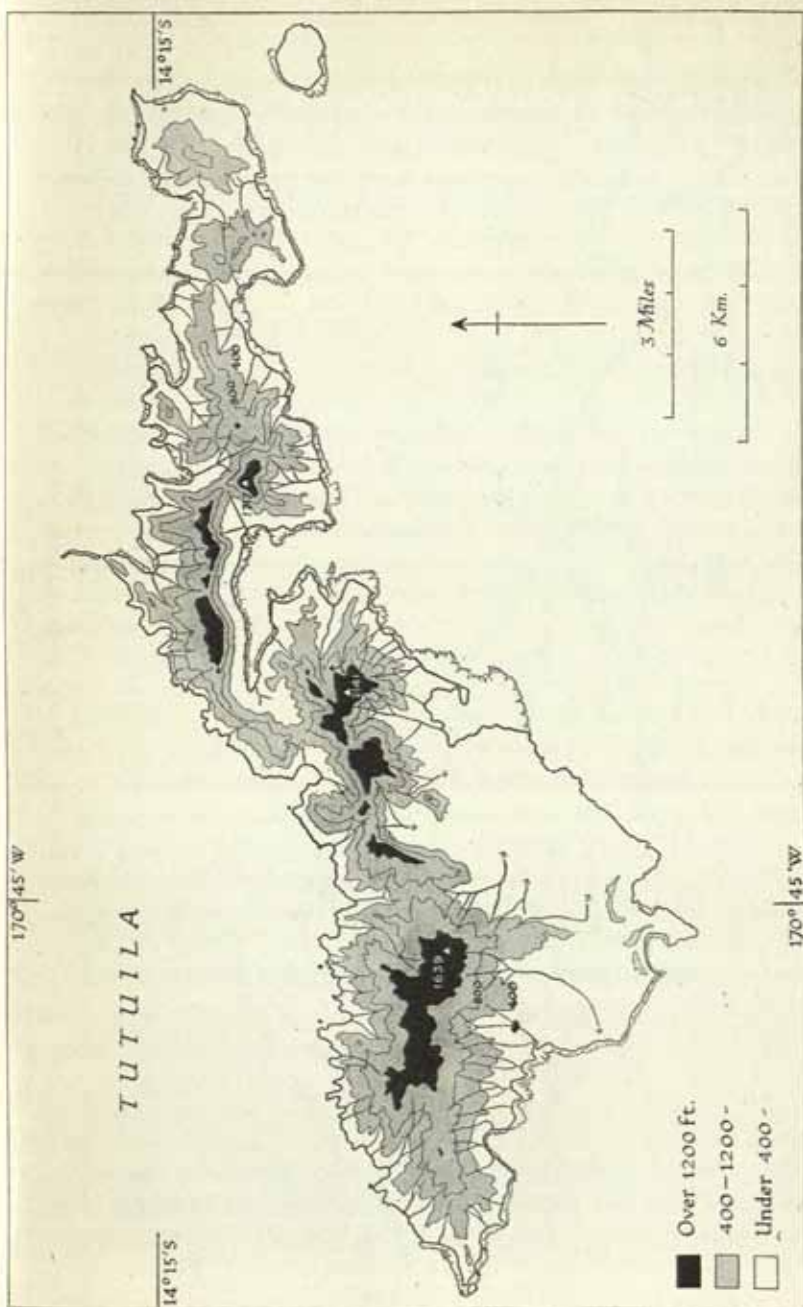 TUTUILA
170° 45' W
14° 15' S
14° 15' S
800
400
1639
800
400
3 Miles
6 Km.
Over 1200 ft.
400 – 1200 -
Under 400 -
170° 45' W